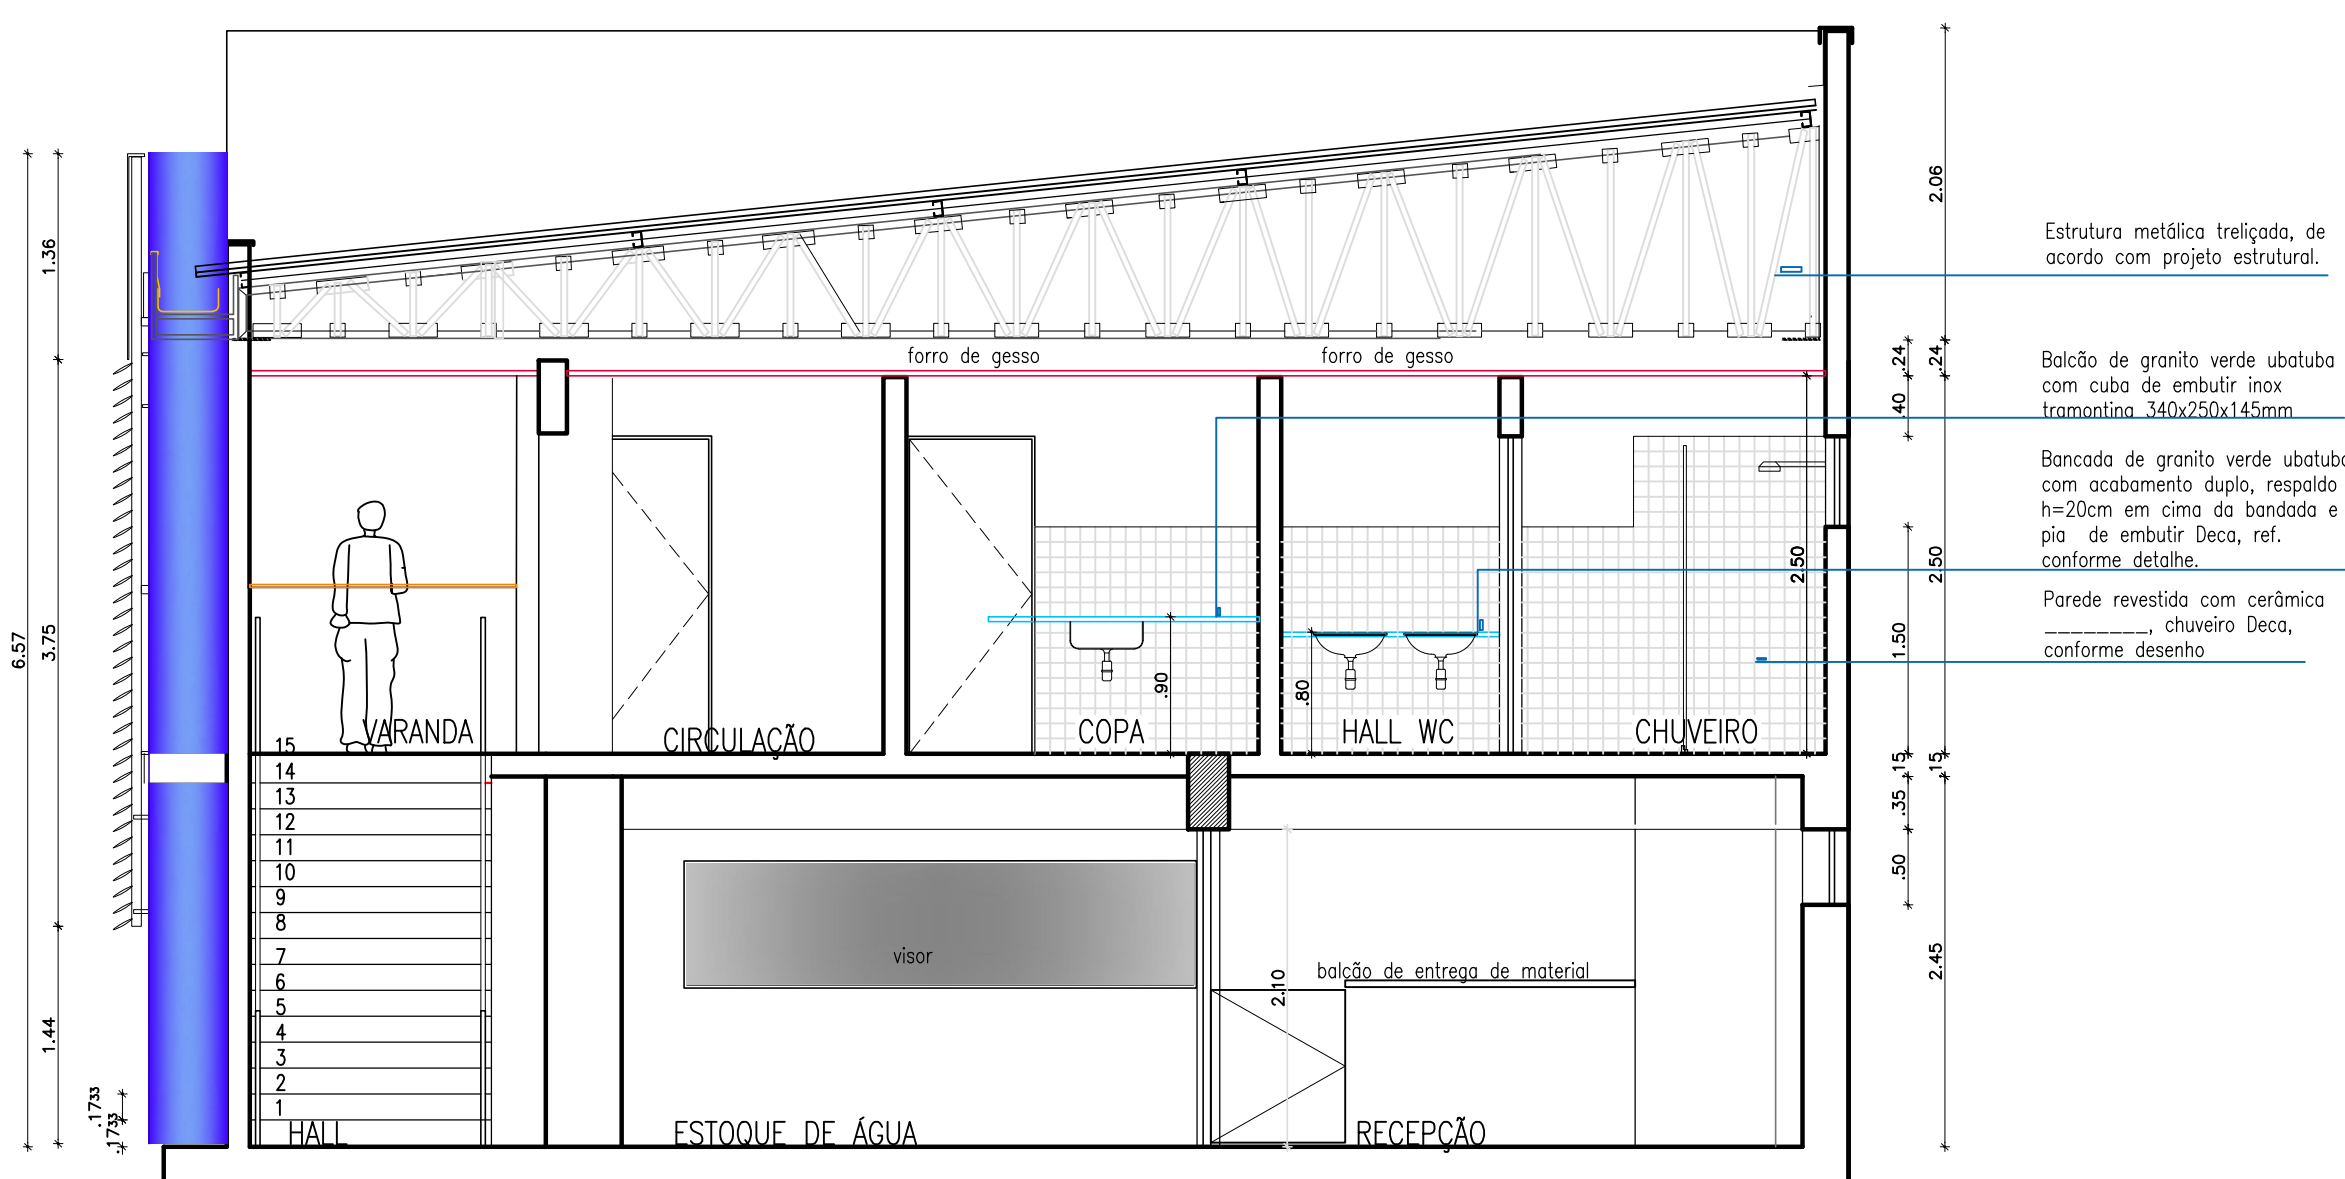 2.06
1.36
Estrutura metálica treliçada, de
acordo com projeto estrutural.
forro de gesso
forro de gesso
.24
.24
Balcão de granito verde ubatuba
com cuba de embutir inox
tramontina 340x250x145mm
.40
Bancada de granito verde ubatuba
com acabamento duplo, respaldo
h=20cm em cima da bandada e
pia de embutir Deca, ref.
conforme detalhe.
2.50
2.50
Parede revestida com cerâmica
_________, chuveiro Deca,
conforme desenho
6.57
3.75
1.50
.90
.80
VARANDA
CIRCULAÇÃO
COPA
HALL WC
CHUVEIRO
15
14
13
12
11
10
9
8
7
6
5
4
3
2
1
.15
.15
.35
.50
visor
2.45
2.10
balcão de entrega de material
1.44
.1733
.1733
HALL
ESTOQUE DE ÁGUA
RECEPÇÃO